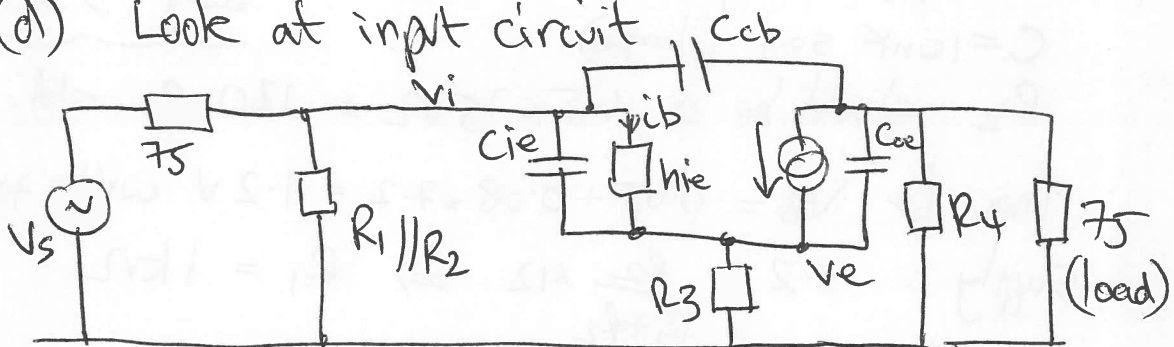 (d) Look at input circuit Ccb
Vi
ib
75
Cie
hie
Coe
Vs
R1//R2
R4
75
(load)
R3
Ve